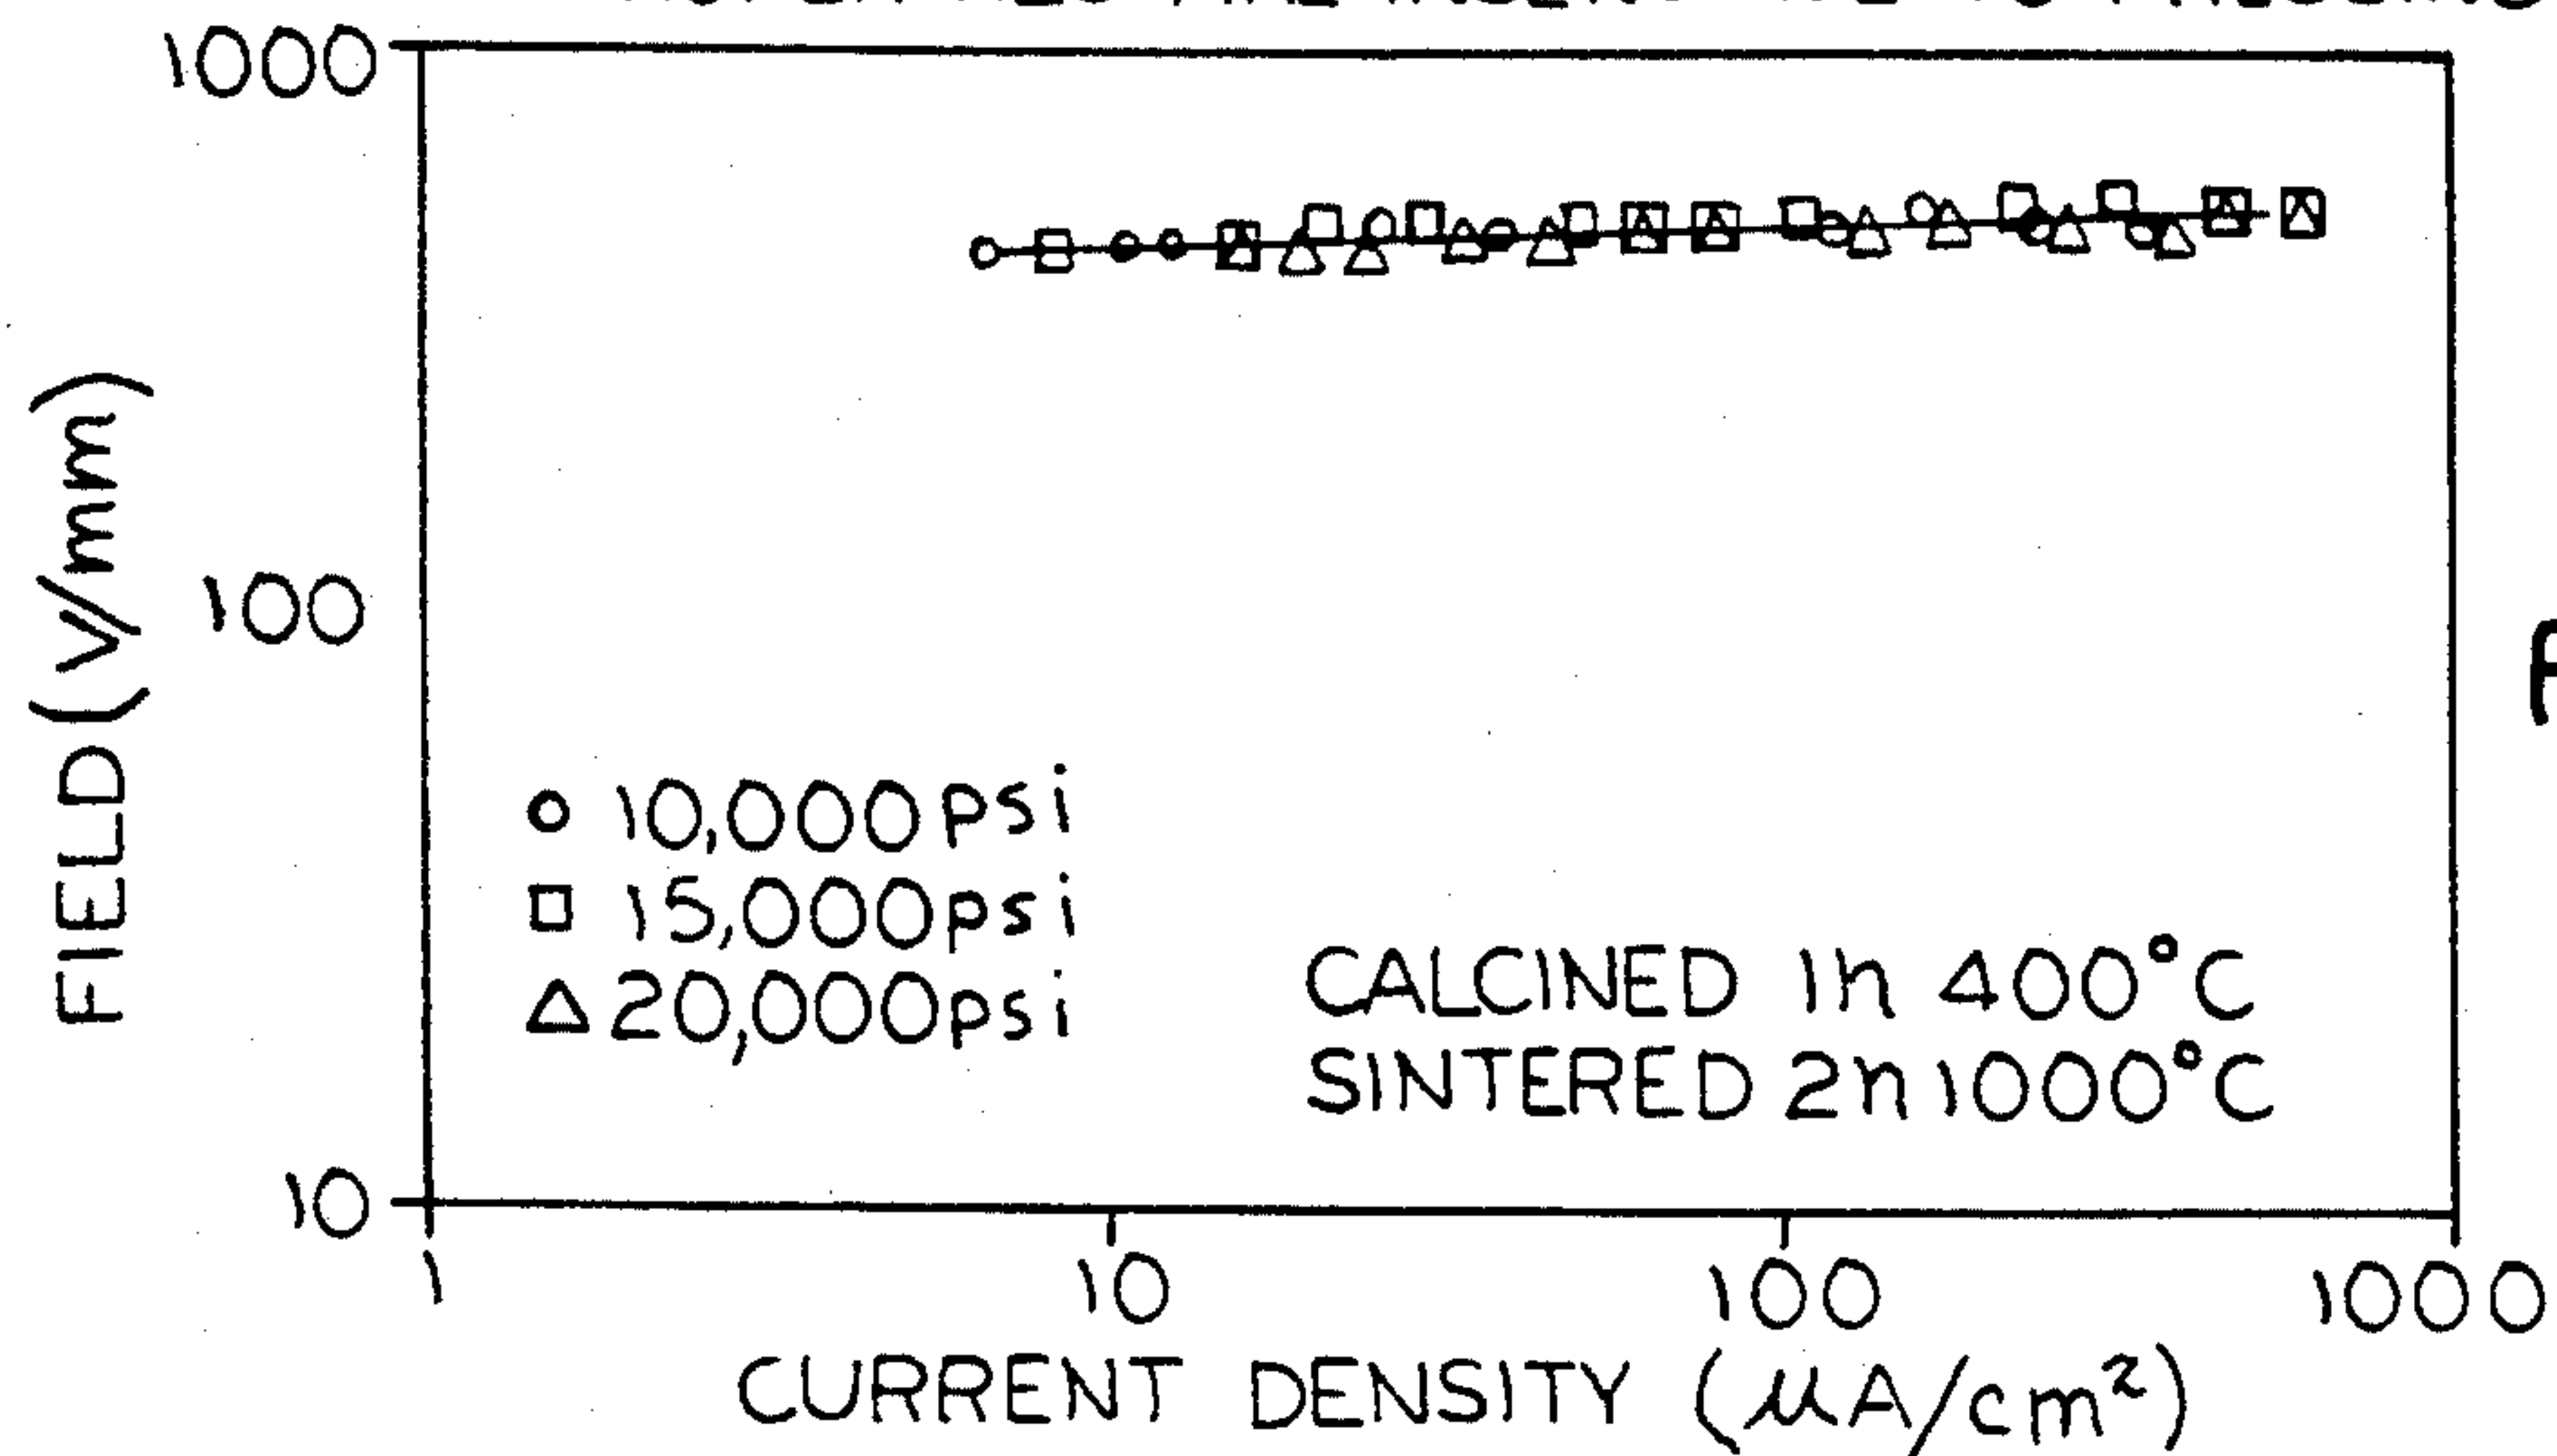 1000
100
10
FIELD (V/mm)
o 10,000psi
□ 15,000psi
△ 20,000psi
CALCINED 1h 400°C
SINTERED 2h 1000°C
1 10 100 1000
CURRENT DENSITY (μA/cm²)